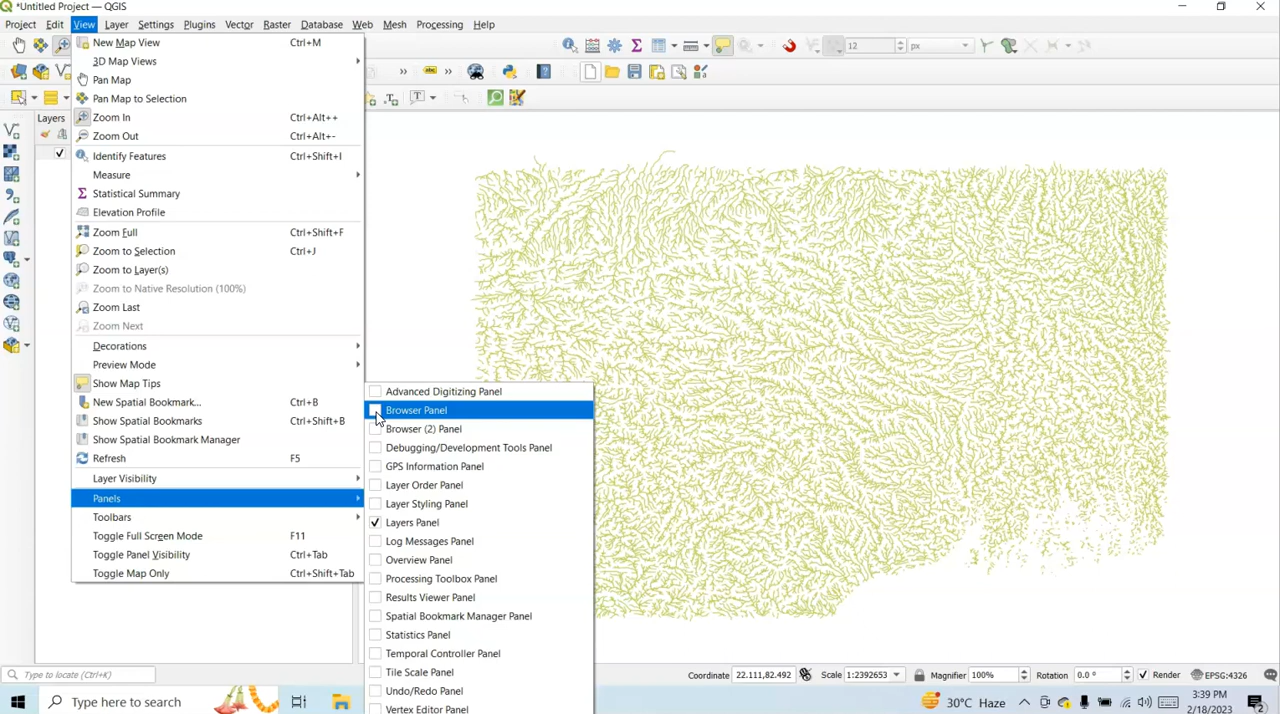 *Untitled Project — QGIS
Project Edit View Layer Settings Plugins Vector Raster Database Web Mesh Processing Help
New Map View Ctrl+M
3D Map Views
Pan Map
Pan Map to Selection
Zoom In Ctrl+Alt++
Zoom Out Ctrl+Alt+-
Identify Features Ctrl+Shift+I
Measure
Statistical Summary
Elevation Profile
Zoom Full Ctrl+Shift+F
Zoom to Selection Ctrl+J
Zoom to Layer(s)
Zoom to Native Resolution (100%)
Zoom Last
Zoom Next
Decorations
Preview Mode
Show Map Tips
New Spatial Bookmark... Ctrl+B
Show Spatial Bookmarks Ctrl+Shift+B
Show Spatial Bookmark Manager
Refresh F5
Layer Visibility
Panels
Toolbars
Toggle Full Screen Mode F11
Toggle Panel Visibility Ctrl+Tab
Toggle Map Only Ctrl+Shift+Tab
Layers
12 px
abc
Advanced Digitizing Panel
Browser Panel
Browser (2) Panel
Debugging/Development Tools Panel
GPS Information Panel
Layer Order Panel
Layer Styling Panel
Layers Panel
Log Messages Panel
Overview Panel
Processing Toolbox Panel
Results Viewer Panel
Spatial Bookmark Manager Panel
Statistics Panel
Temporal Controller Panel
Tile Scale Panel
Undo/Redo Panel
Vertex Editor Panel
Type to locate (Ctrl+K)
Coordinate 22.111,82.492 Scale 1:2392653 Magnifier 100% Rotation 0.0 ° Render EPSG:4326
Type here to search
30°C Haze
3:39 PM
2/18/2023
2